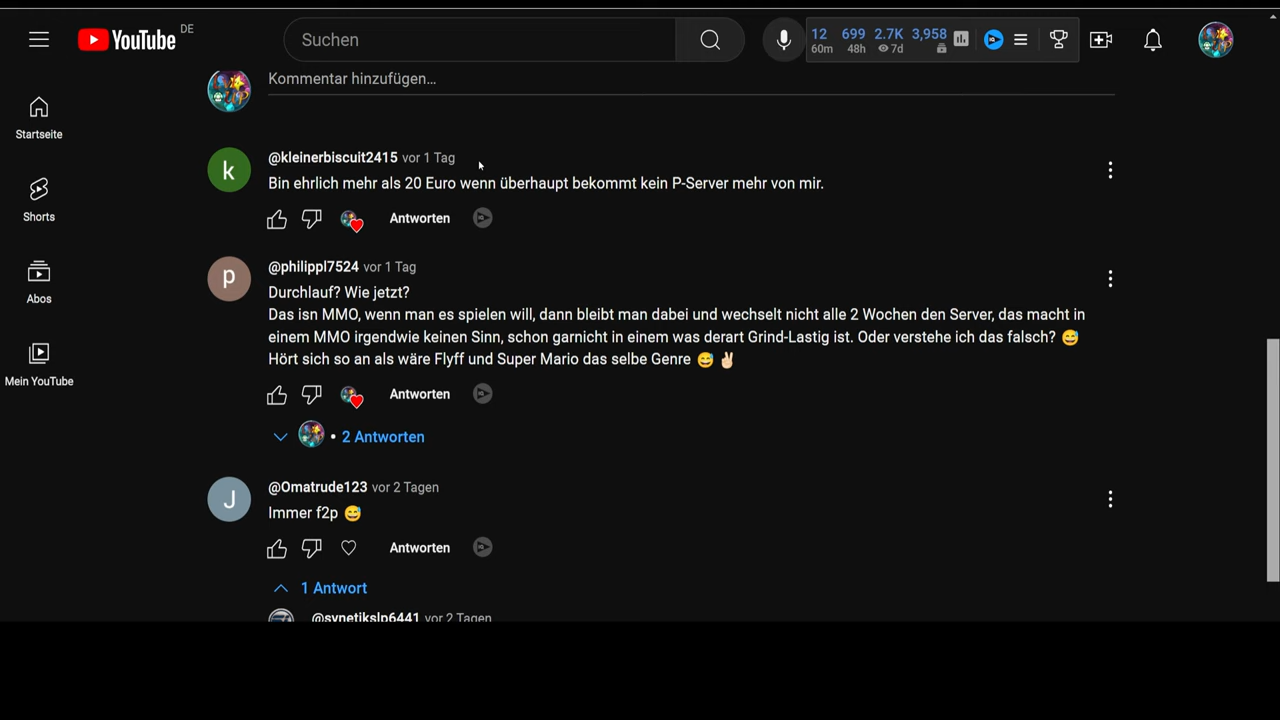 YouTube DE
Suchen
12 699 2.7K 3,958
60m 48h 7d
Kommentar hinzufügen…
Startseite
Shorts
Abos
Mein YouTube
k
@kleinerbiscuit2415 vor 1 Tag
Bin ehrlich mehr als 20 Euro wenn überhaupt bekommt kein P-Server mehr von mir.
Antworten
p
@philippl7524 vor 1 Tag
Durchlauf? Wie jetzt?
Das isn MMO, wenn man es spielen will, dann bleibt man dabei und wechselt nicht alle 2 Wochen den Server, das macht in
einem MMO irgendwie keinen Sinn, schon garnicht in einem was derart Grind-Lastig ist. Oder verstehe ich das falsch? 😅
Hört sich so an als wäre Flyff und Super Mario das selbe Genre 😅 ✌🏻
Antworten
• 2 Antworten
J
@Omatrude123 vor 2 Tagen
Immer f2p 😅
Antworten
1 Antwort
@synetikslp6441 vor 2 Tagen